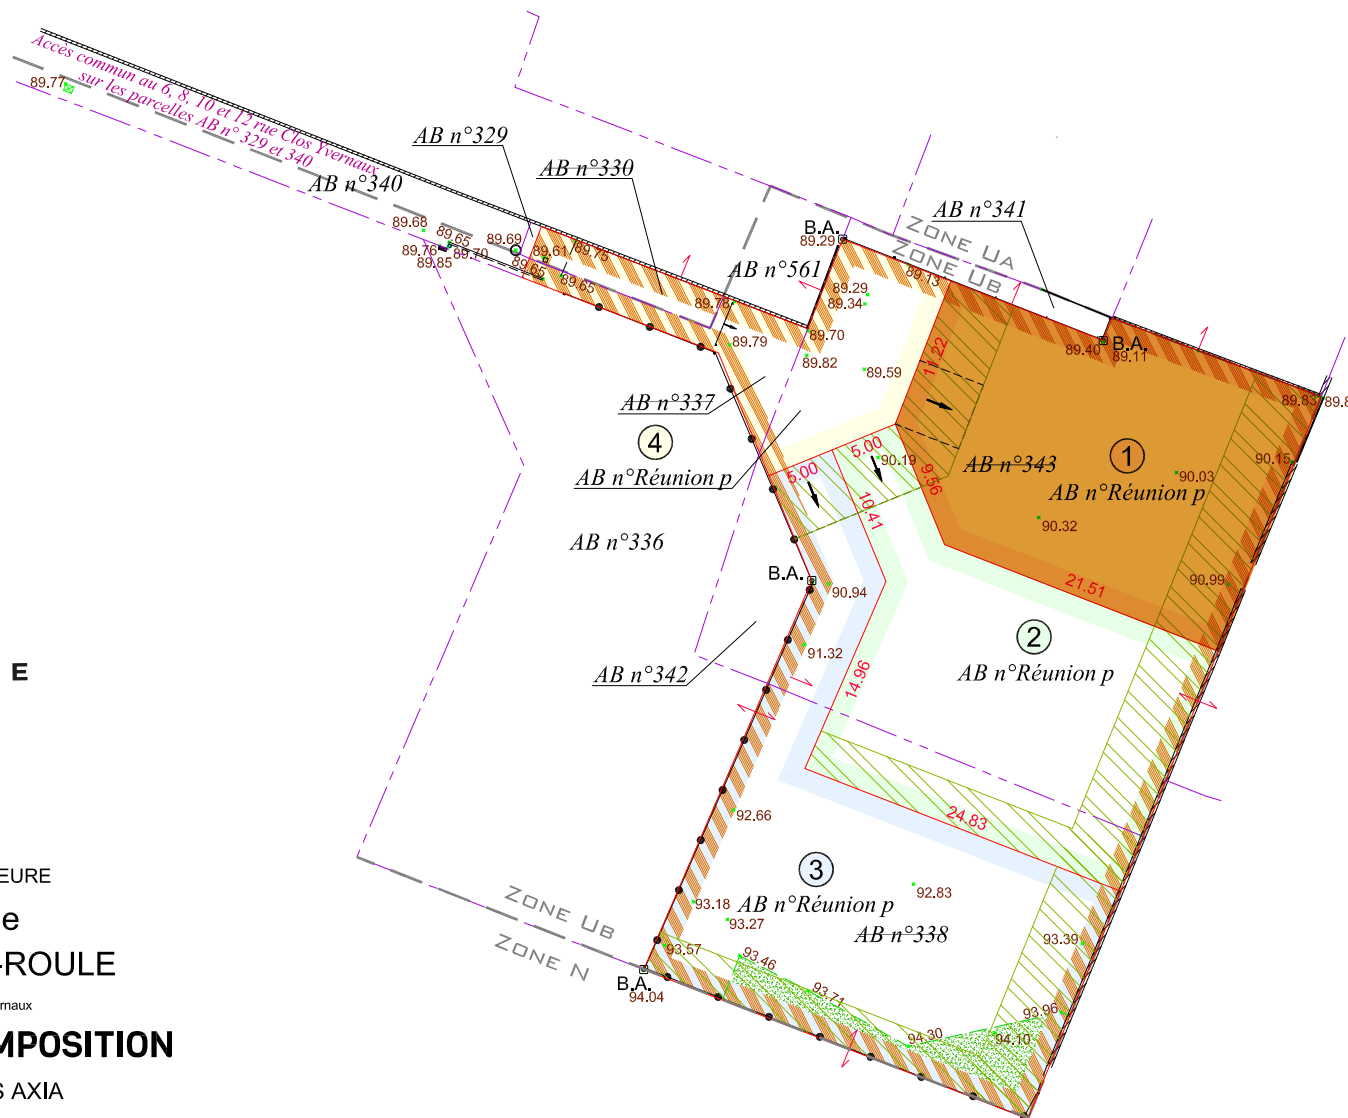 Accès commun au 6, 8, 10 et 12 rue Clos Yvernaux
sur les parcelles AB n° 329 et 340
89.77
AB n°329
AB n°330
AB n°340
AB n°341
AB n°561
ZONE UA
ZONE UB
B.A.
89.29
89.73
89.68
89.65
89.76
89.70
89.85
89.69
89.61
89.75
89.65
89.65
89.78
89.79
89.29
89.34
89.70
89.82
89.59
11.22
89.40
B.A.
89.11
89.83
AB n°337
4
AB n°Réunion p
5.00
5.00
90.19
9.56
AB n°343
1
AB n°Réunion p
90.15
90.03
90.32
10.41
AB n°336
B.A.
90.94
90.99
21.51
2
AB n°Réunion p
91.32
AB n°342
14.96
E
92.66
24.83
3
AB n°Réunion p
92.83
AB n°338
93.18
93.27
93.39
ZONE UB
ZONE N
93.57
93.46
93.71
B.A.
94.04
94.30
93.96
94.10
EURE
e
-ROULE
rnaux
MPOSITION
S AXIA